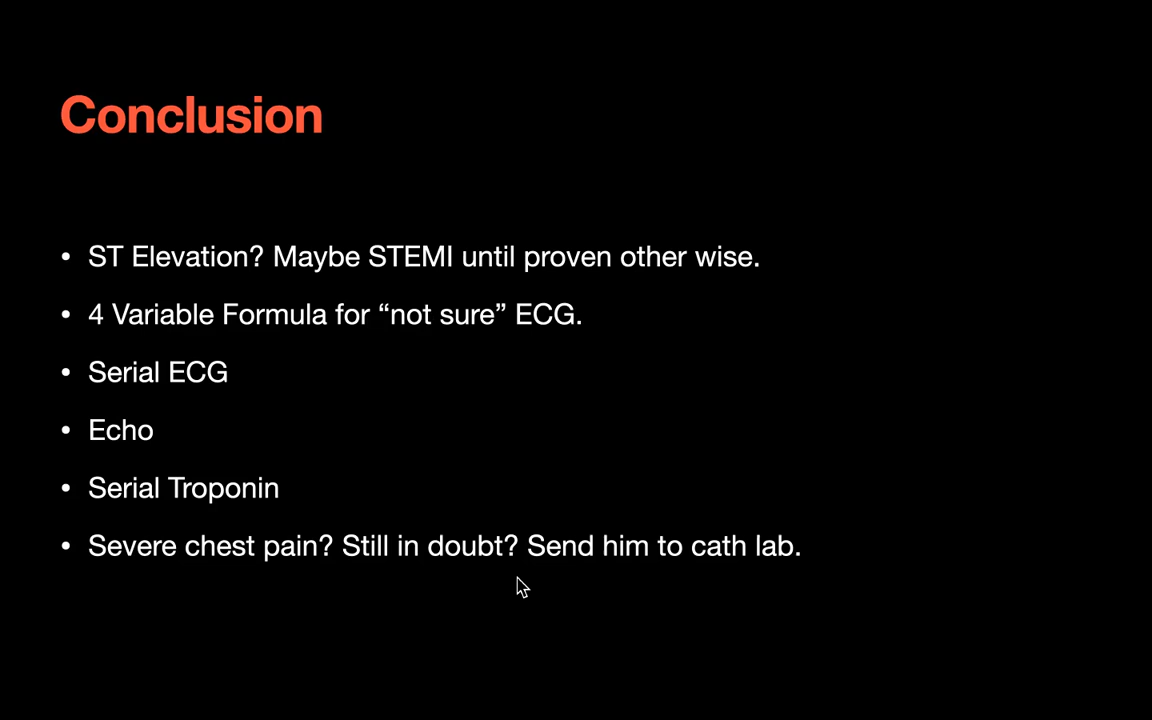 Conclusion
• ST Elevation? Maybe STEMI until proven other wise.
• 4 Variable Formula for “not sure” ECG.
• Serial ECG
• Echo
• Serial Troponin
• Severe chest pain? Still in doubt? Send him to cath lab.